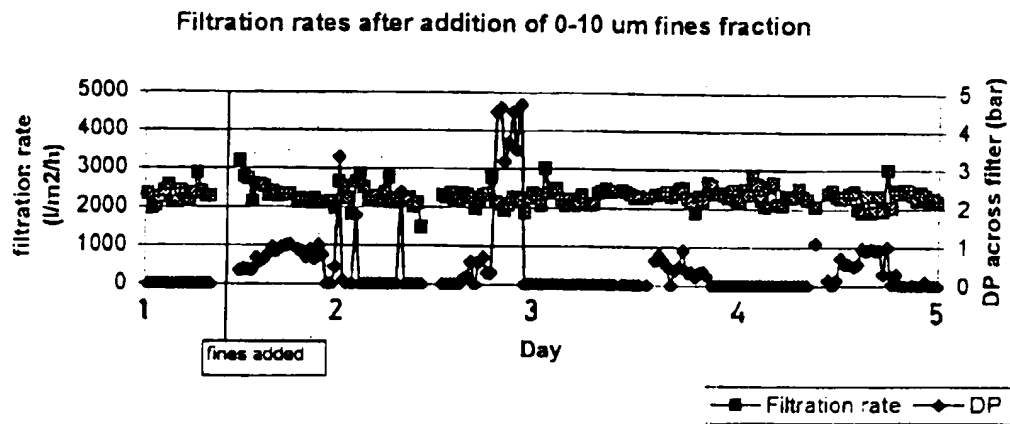 Filtration rates after addition of 0-10 um fines fraction
filtration rate
(l/m2/h)
5000
4000
3000
2000
1000
0
5
4
3
2
1
0
DP across filter (bar)
1 2 3 4 5
Day
fines added
Filtration rate DP